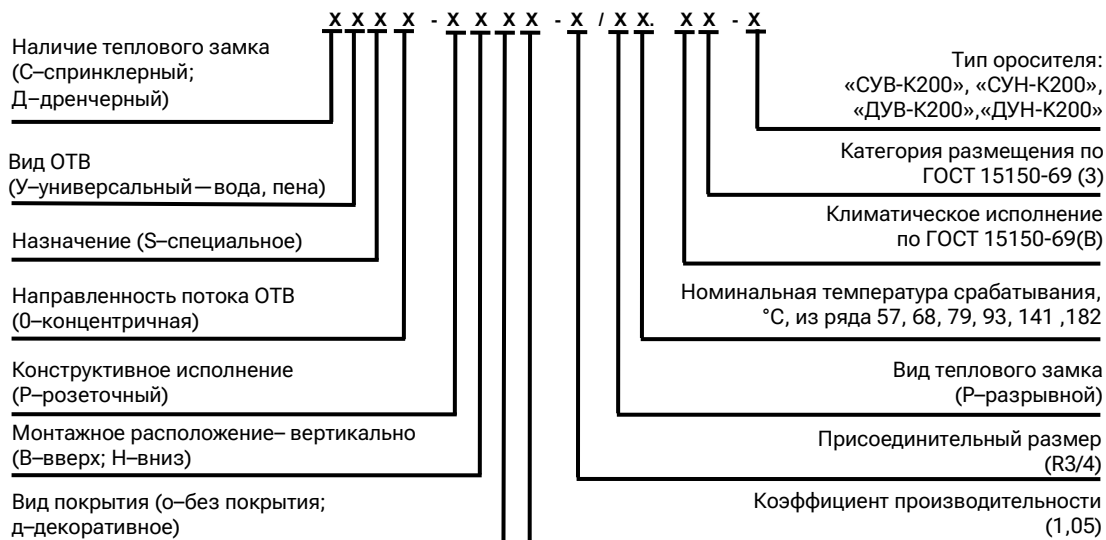 X X X X - X X X X - X / X X. X X - X
Наличие теплового замка
(С–спринклерный;
Д–дренчерный)
Вид ОТВ
(У–универсальный—вода, пена)
Назначение (S–специальное)
Направленность потока ОТВ
(0–концентричная)
Конструктивное исполнение
(Р–розеточный)
Монтажное расположение– вертикально
(В–вверх; Н–вниз)
Вид покрытия (о–без покрытия;
д–декоративное)
Тип оросителя:
«СУВ-К200», «СУН-К200»,
«ДУВ-К200»,«ДУН-К200»
Категория размещения по
ГОСТ 15150-69 (3)
Климатическое исполнение
по ГОСТ 15150-69(В)
Номинальная температура срабатывания,
°С, из ряда 57, 68, 79, 93, 141 ,182
Вид теплового замка
(Р–разрывной)
Присоединительный размер
(R3/4)
Коэффициент производительности
(1,05)